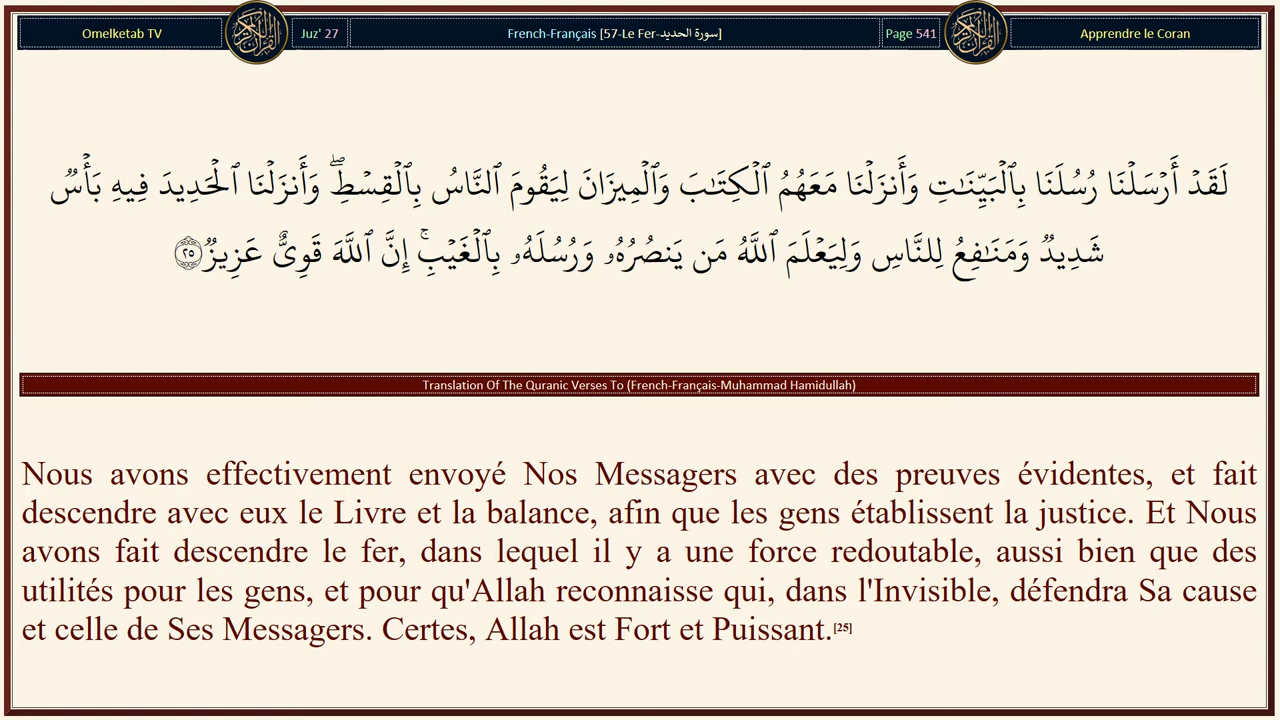 Omelketab TV
Juz' 27
French-Français [57-Le Fer-سورة الحديد]
Page 541
Apprendre le Coran
لَقَدۡ أَرۡسَلۡنَا رُسُلَنَا بِٱلۡبَيِّنَٰتِ وَأَنزَلۡنَا مَعَهُمُ ٱلۡكِتَٰبَ وَٱلۡمِيزَانَ لِيَقُومَ ٱلنَّاسُ بِٱلۡقِسۡطِۖ وَأَنزَلۡنَا ٱلۡحَدِيدَ فِيهِ بَأۡسٞ
شَدِيدٞ وَمَنَٰفِعُ لِلنَّاسِ وَلِيَعۡلَمَ ٱللَّهُ مَن يَنصُرُهُۥ وَرُسُلَهُۥ بِٱلۡغَيۡبِۚ إِنَّ ٱللَّهَ قَوِيٌّ عَزِيزٞ ٢٥
Translation Of The Quranic Verses To (French-Français-Muhammad Hamidullah)
Nous avons effectivement envoyé Nos Messagers avec des preuves évidentes, et fait
descendre avec eux le Livre et la balance, afin que les gens établissent la justice. Et Nous
avons fait descendre le fer, dans lequel il y a une force redoutable, aussi bien que des
utilités pour les gens, et pour qu'Allah reconnaisse qui, dans l'Invisible, défendra Sa cause
et celle de Ses Messagers. Certes, Allah est Fort et Puissant.[25]